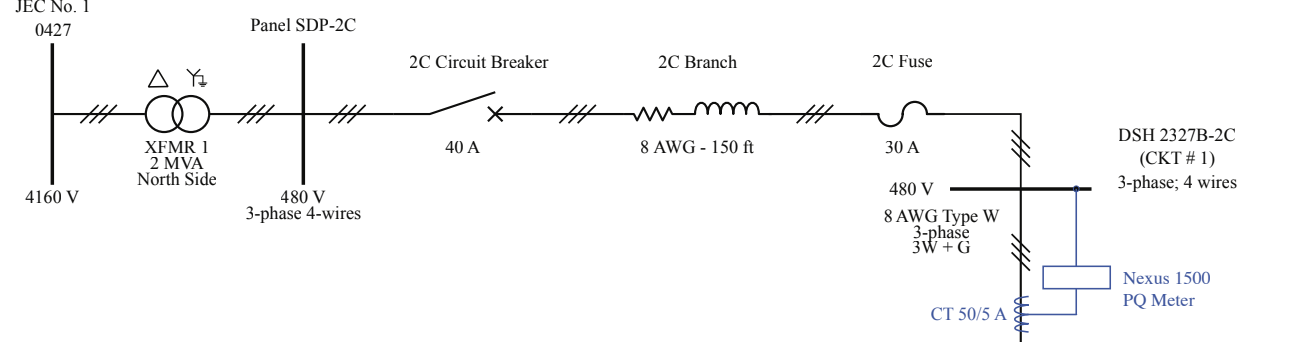 JEC No. 1
0427
4160 V
XFMR 1
2 MVA
North Side
Panel SDP-2C
480 V
3-phase 4-wires
2C Circuit Breaker
40 A
2C Branch
8 AWG - 150 ft
2C Fuse
30 A
DSH 2327B-2C
(CKT # 1)
3-phase; 4 wires
480 V
8 AWG Type W
3-phase
3W + G
Nexus 1500
PQ Meter
CT 50/5 A